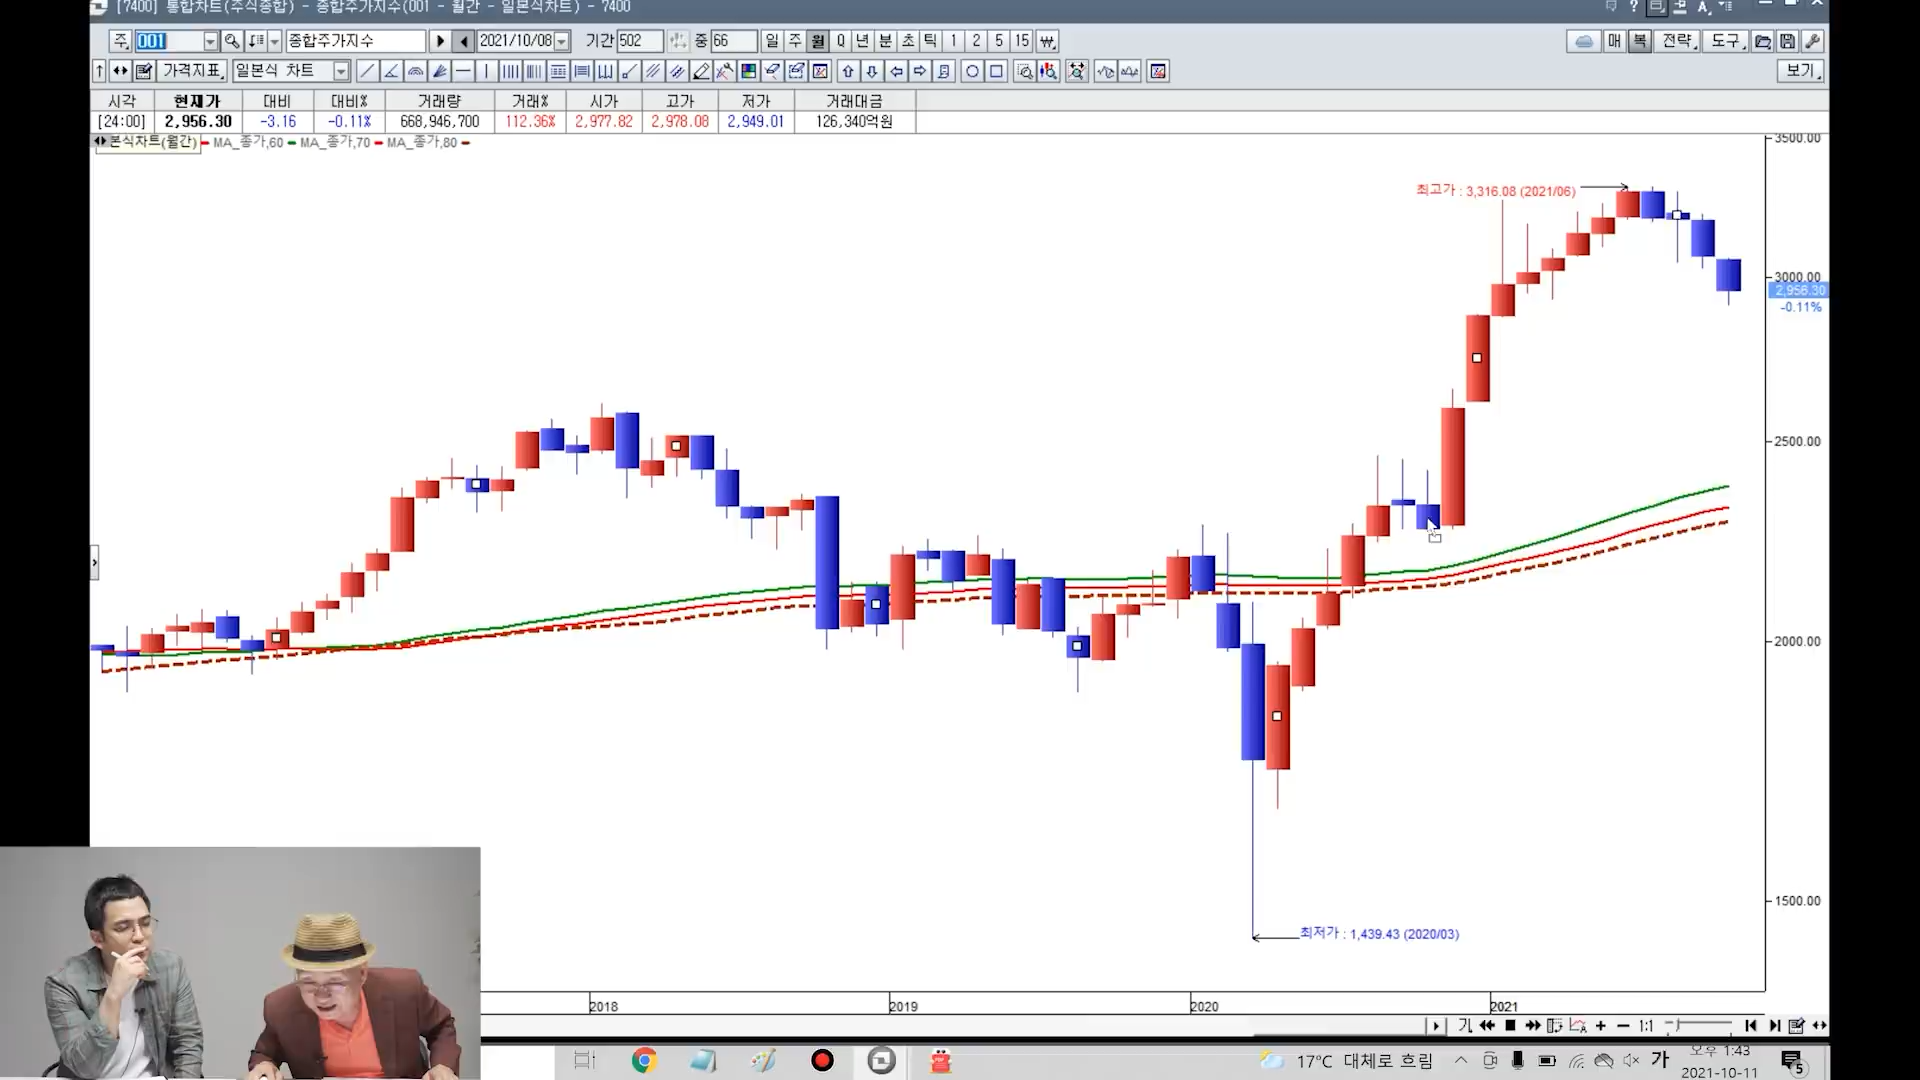 [7400] 통합차트(주식종합) - 종합주가지수(001 - 월간 - 일본식차트) - 7400
주 001 종합주가지수 2021/10/08 기간 502 중 66 일 주 월 Q 년 분 초 틱 1 2 5 15 ₩ 매 복 전략 도구
가격지표 일본식 차트 보기
시각 현재가 대비 대비% 거래량 거래% 시가 고가 저가 거래대금
[24:00] 2,956.30 -3.16 -0.11% 668,946,700 112.36% 2,977.82 2,978.08 2,949.01 126,340억원
본식차트(월간) MA_종가,60 MA_종가,70 MA_종가,80
3500.00
최고가 : 3,316.08 (2021/06)
3000.00
2,956.30
-0.11%
2500.00
2000.00
1500.00
최저가 : 1,439.43 (2020/03)
2018 2019 2020 2021
1:1
17°C 대체로 흐림 가 오후 1:43
2021-10-11
5